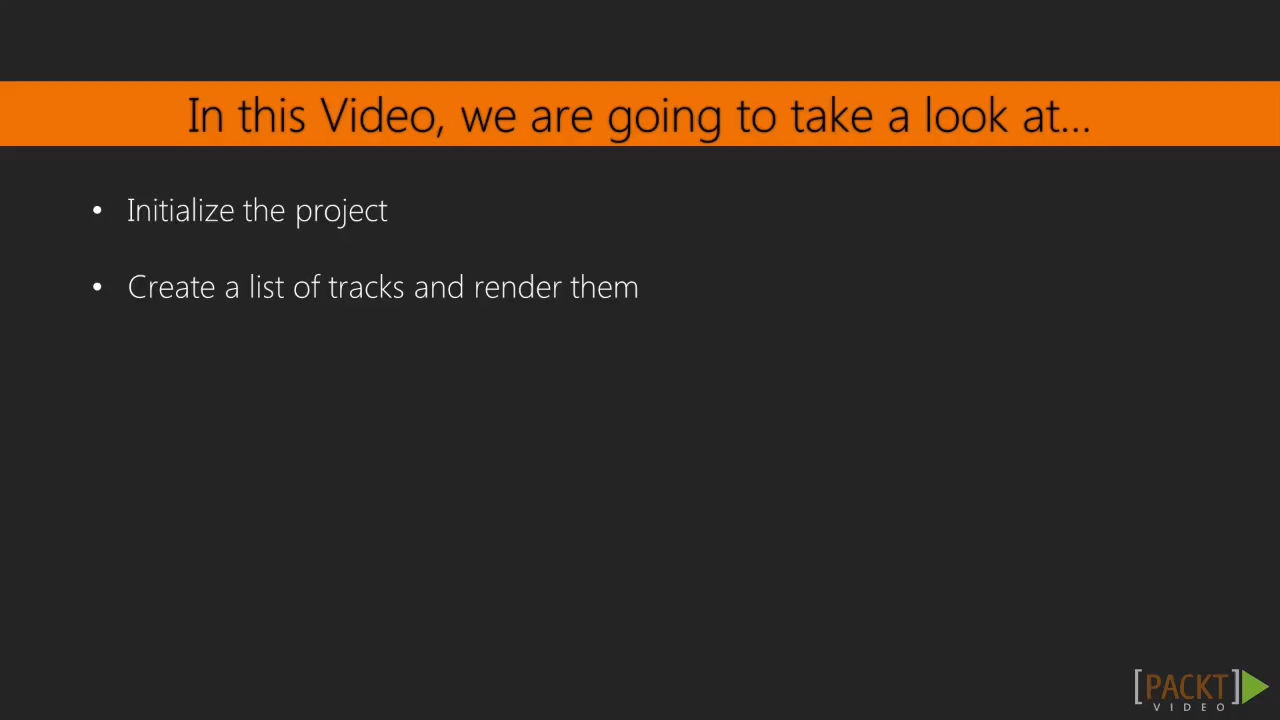 In this Video, we are going to take a look at...
• Initialize the project
• Create a list of tracks and render them
[PACKT]
VIDEO